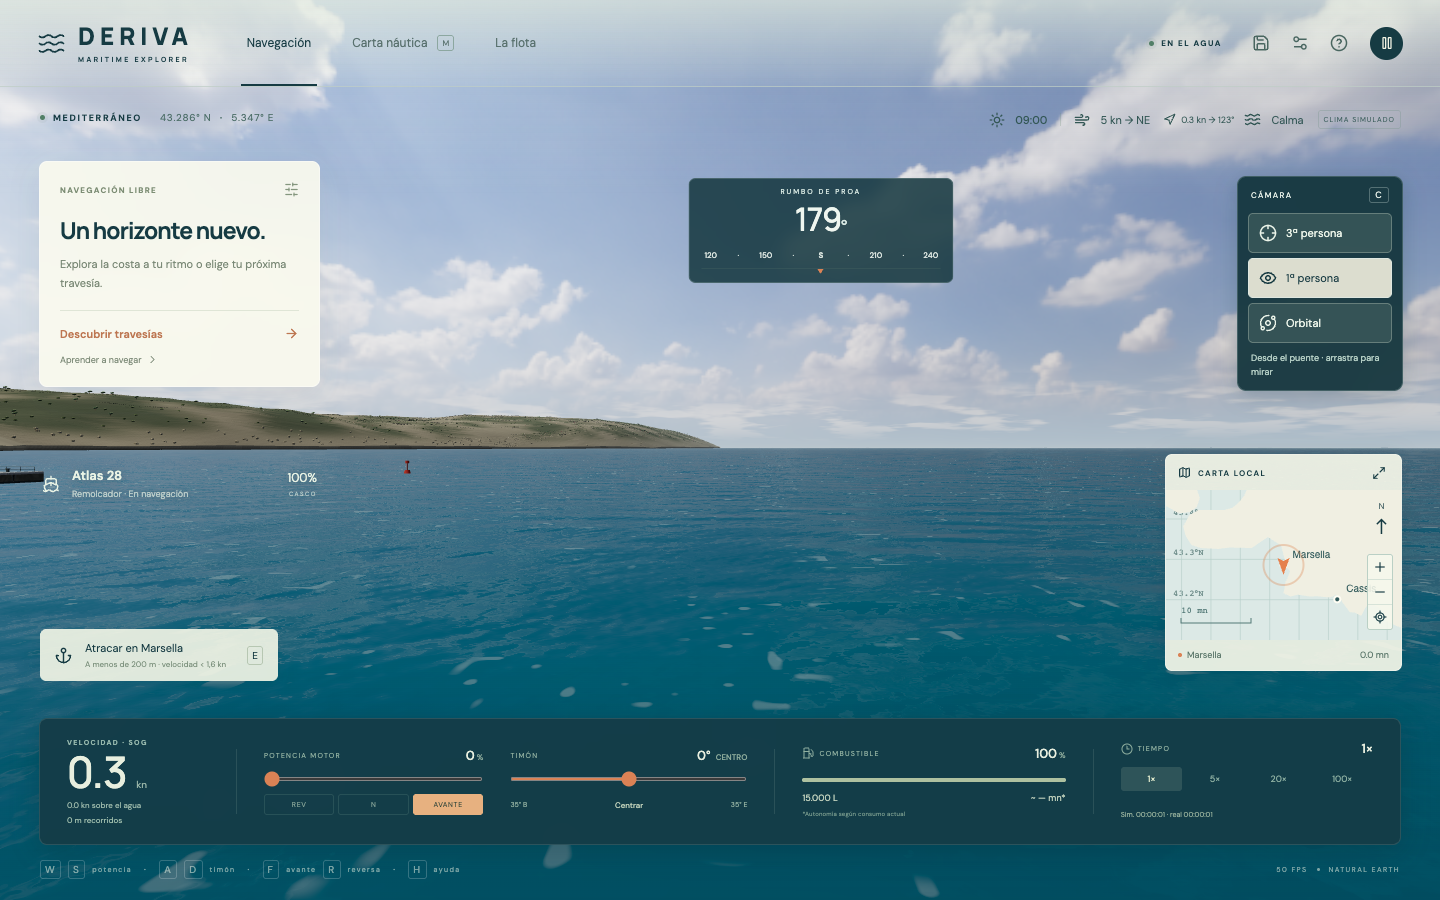 DERIVA
MARITIME EXPLORER
Navegación
Carta náutica M
La flota
EN EL AGUA
MEDITERRÁNEO 43.286° N · 5.347° E
09:00
5 kn → NE
0.3 kn → 123°
Calma
CLIMA SIMULADO
NAVEGACIÓN LIBRE
Un horizonte nuevo.
Explora la costa a tu ritmo o elige tu próxima
travesía.
Descubrir travesías →
Aprender a navegar
RUMBO DE PROA
179°
120 · 150 · S · 210 · 240
CÁMARA C
3ª persona
1ª persona
Orbital
Desde el puente · arrastra para
mirar
Atlas 28
Remolcador · En navegación
100%
CASCO
CARTA LOCAL
N
43.3°N
Marsella
43.2°N
10 mn
+
−
Marsella 0.0 mn
Atracar en Marsella
A menos de 200 m · velocidad < 1,6 kn
E
VELOCIDAD · SOG
0.3 kn
0.0 kn sobre el agua
0 m recorridos
POTENCIA MOTOR 0 %
REV N AVANTE
TIMÓN 0° CENTRO
35° B Centrar 35° E
COMBUSTIBLE 100 %
15.000 L ~ — mn*
*Autonomía según consumo actual
TIEMPO 1×
1× 5× 20× 100×
Sim. 00:00:01 · real 00:00:01
W S potencia · A D timón · F avante R reversa · H ayuda
50 FPS • NATURAL EARTH